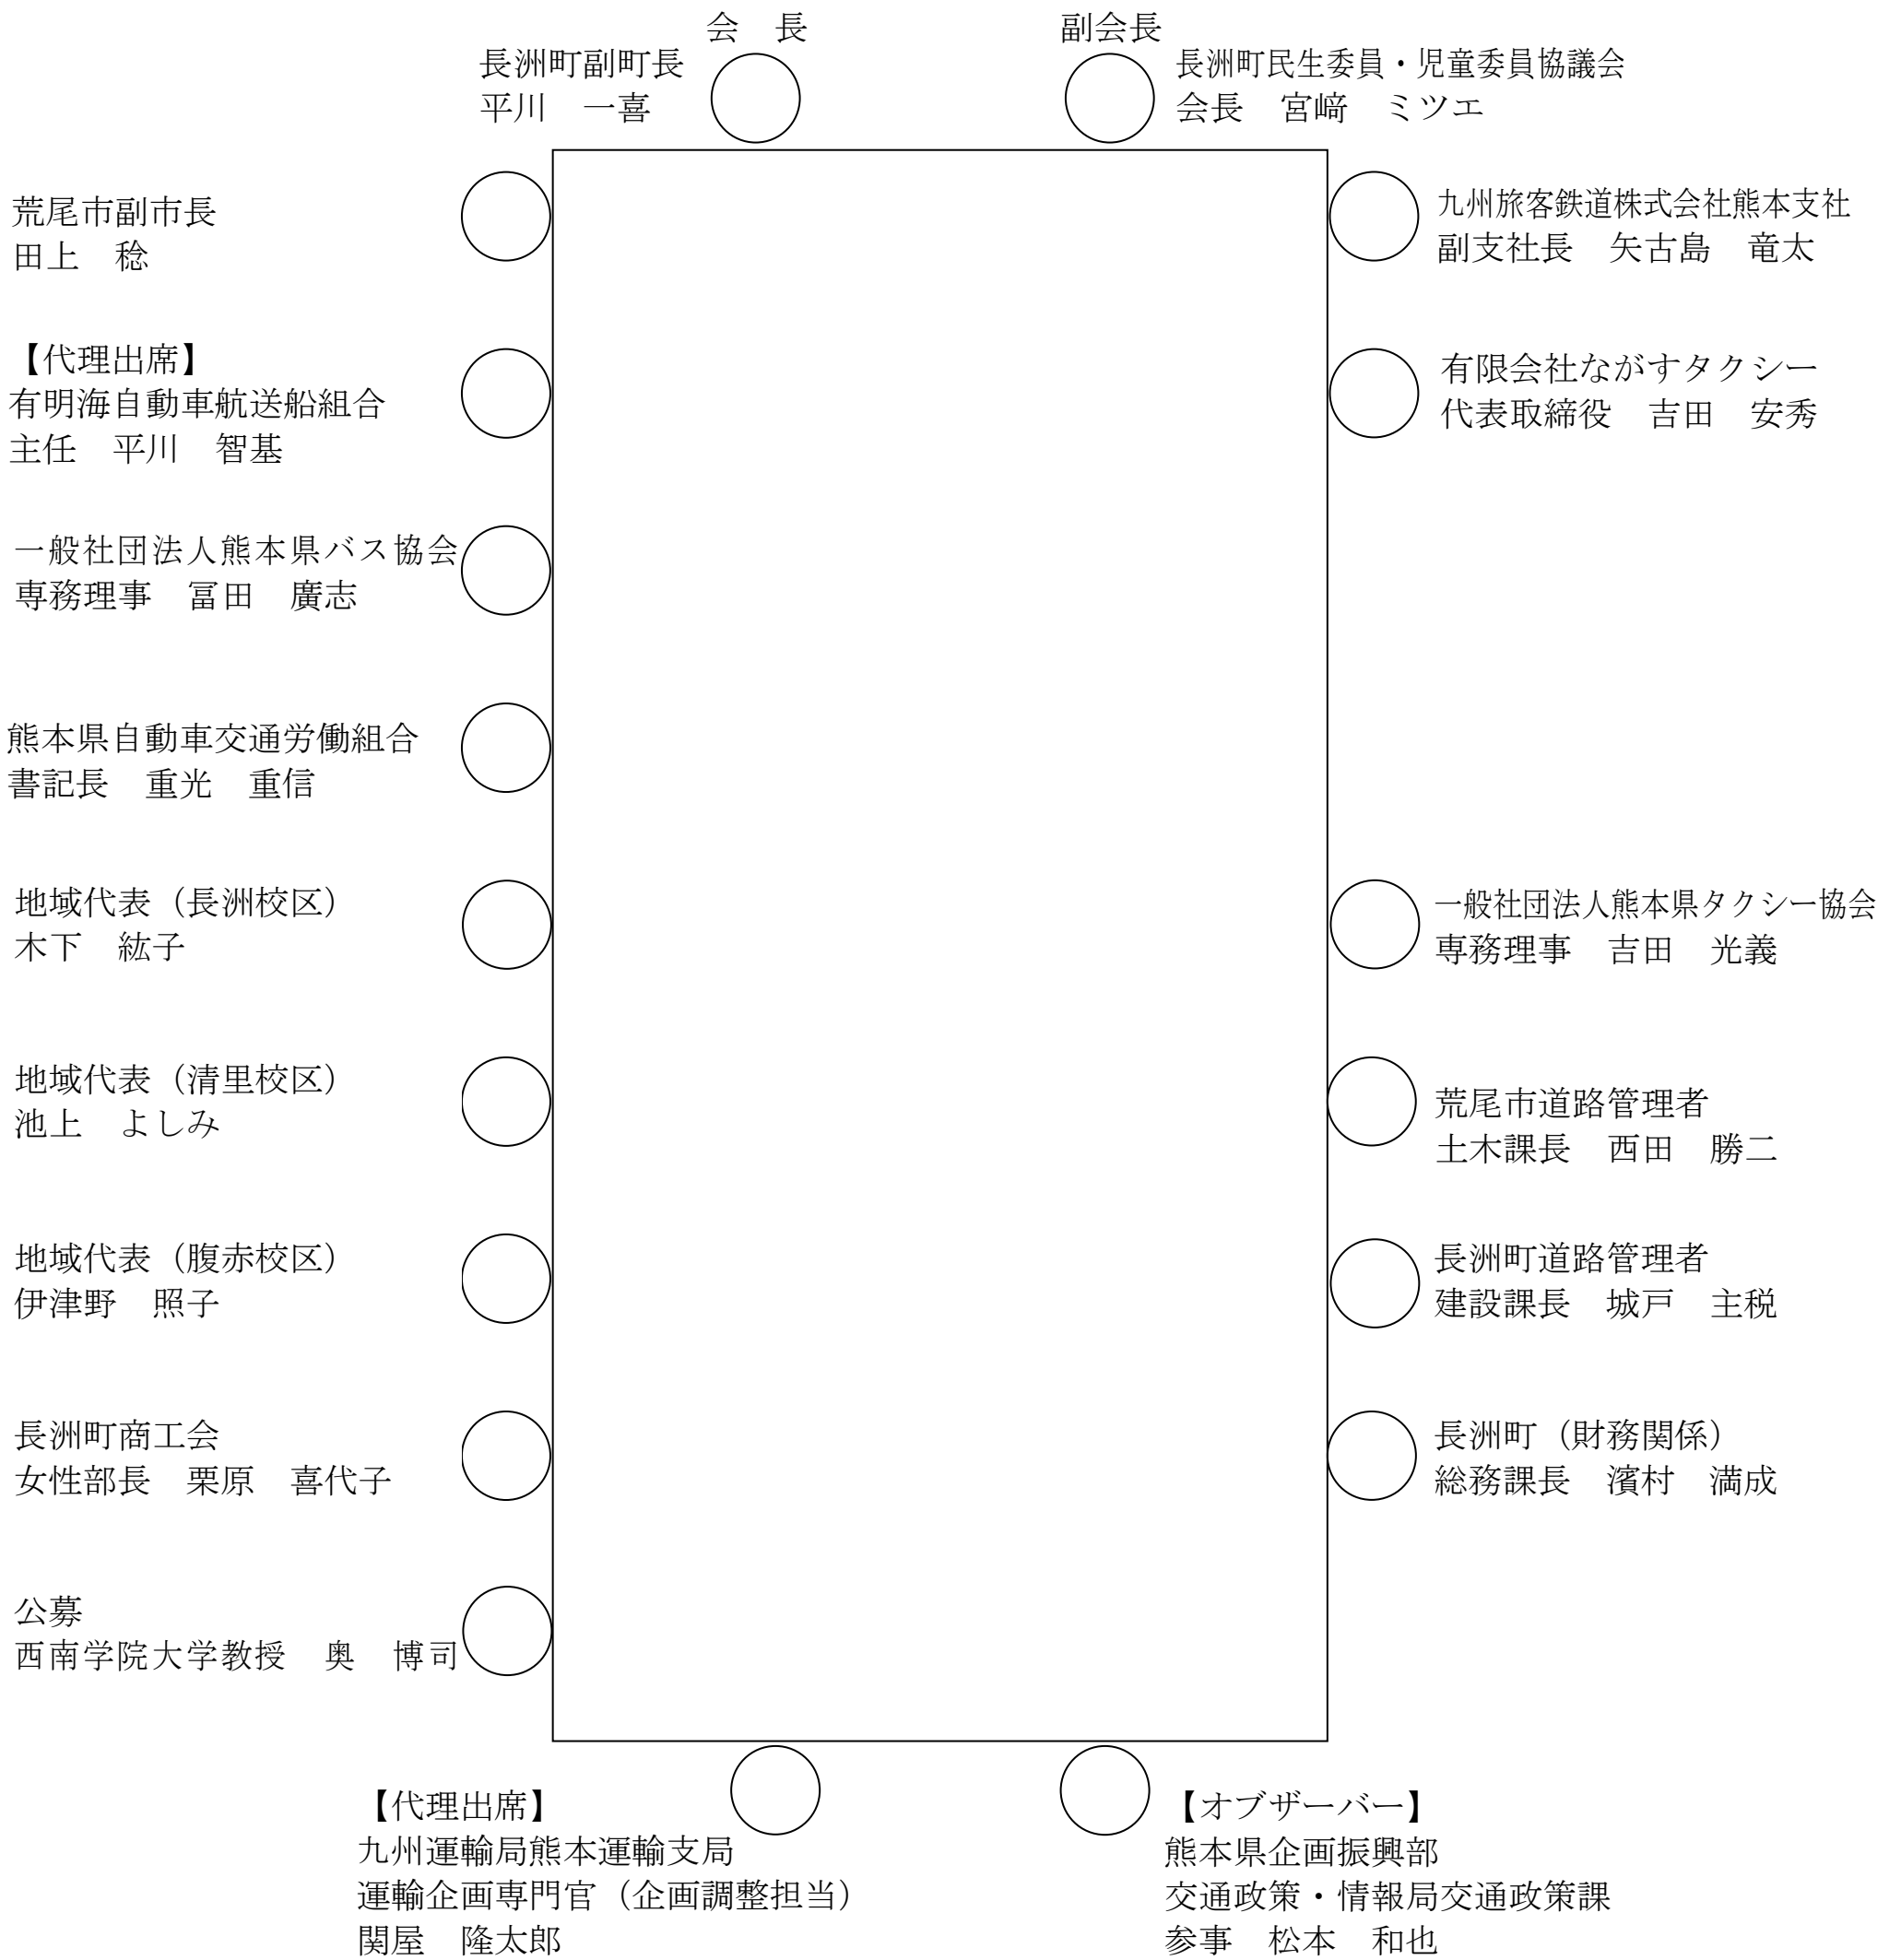 会　長
長洲町副町長
平川　一喜
副会長
長洲町民生委員・児童委員協議会
会長　宮﨑　ミツエ
荒尾市副市長
田上　稔
【代理出席】
有明海自動車航送船組合
主任　平川　智基
一般社団法人熊本県バス協会
専務理事　冨田　廣志
熊本県自動車交通労働組合
書記長　重光　重信
地域代表（長洲校区）
木下　紘子
地域代表（清里校区）
池上　よしみ
地域代表（腹赤校区）
伊津野　照子
長洲町商工会
女性部長　栗原　喜代子
公募
西南学院大学教授　奥　博司
九州旅客鉄道株式会社熊本支社
副支社長　矢古島　竜太
有限会社ながすタクシー
代表取締役　吉田　安秀
一般社団法人熊本県タクシー協会
専務理事　吉田　光義
荒尾市道路管理者
土木課長　西田　勝二
長洲町道路管理者
建設課長　城戸　主税
長洲町（財務関係）
総務課長　濱村　満成
【代理出席】
九州運輸局熊本運輸支局
運輸企画専門官（企画調整担当）
関屋　隆太郎
【オブザーバー】
熊本県企画振興部
交通政策・情報局交通政策課
参事　松本　和也